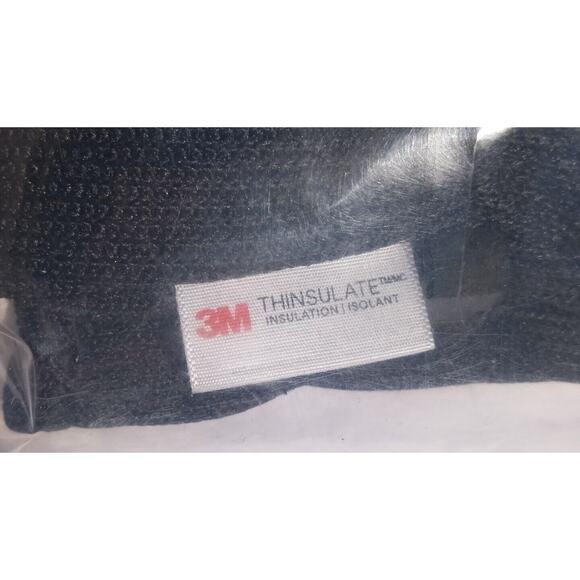 3M THINSULATE™/MC
INSULATION | ISOLANT